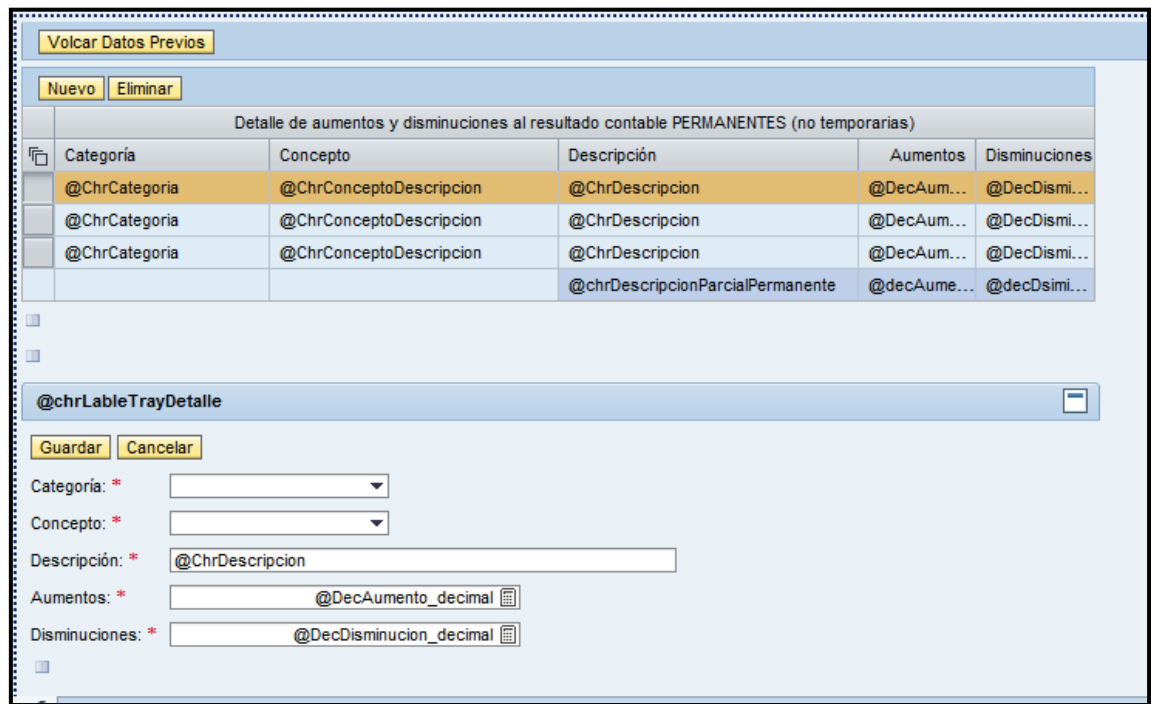 Volcar Datos Previos
Nuevo Eliminar
Detalle de aumentos y disminuciones al resultado contable PERMANENTES (no temporarias)
Categoría Concepto Descripción Aumentos Disminuciones
@ChrCategoria @ChrConceptoDescripcion @ChrDescripcion @DecAum... @DecDismi...
@ChrCategoria @ChrConceptoDescripcion @ChrDescripcion @DecAum... @DecDismi...
@ChrCategoria @ChrConceptoDescripcion @ChrDescripcion @DecAum... @DecDismi...
@chrDescripcionParcialPermanente @decAume... @decDsimi...
@chrLableTrayDetalle
Guardar Cancelar
Categoría: *
Concepto: *
Descripción: * @ChrDescripcion
Aumentos: * @DecAumento_decimal
Disminuciones: * @DecDisminucion_decimal